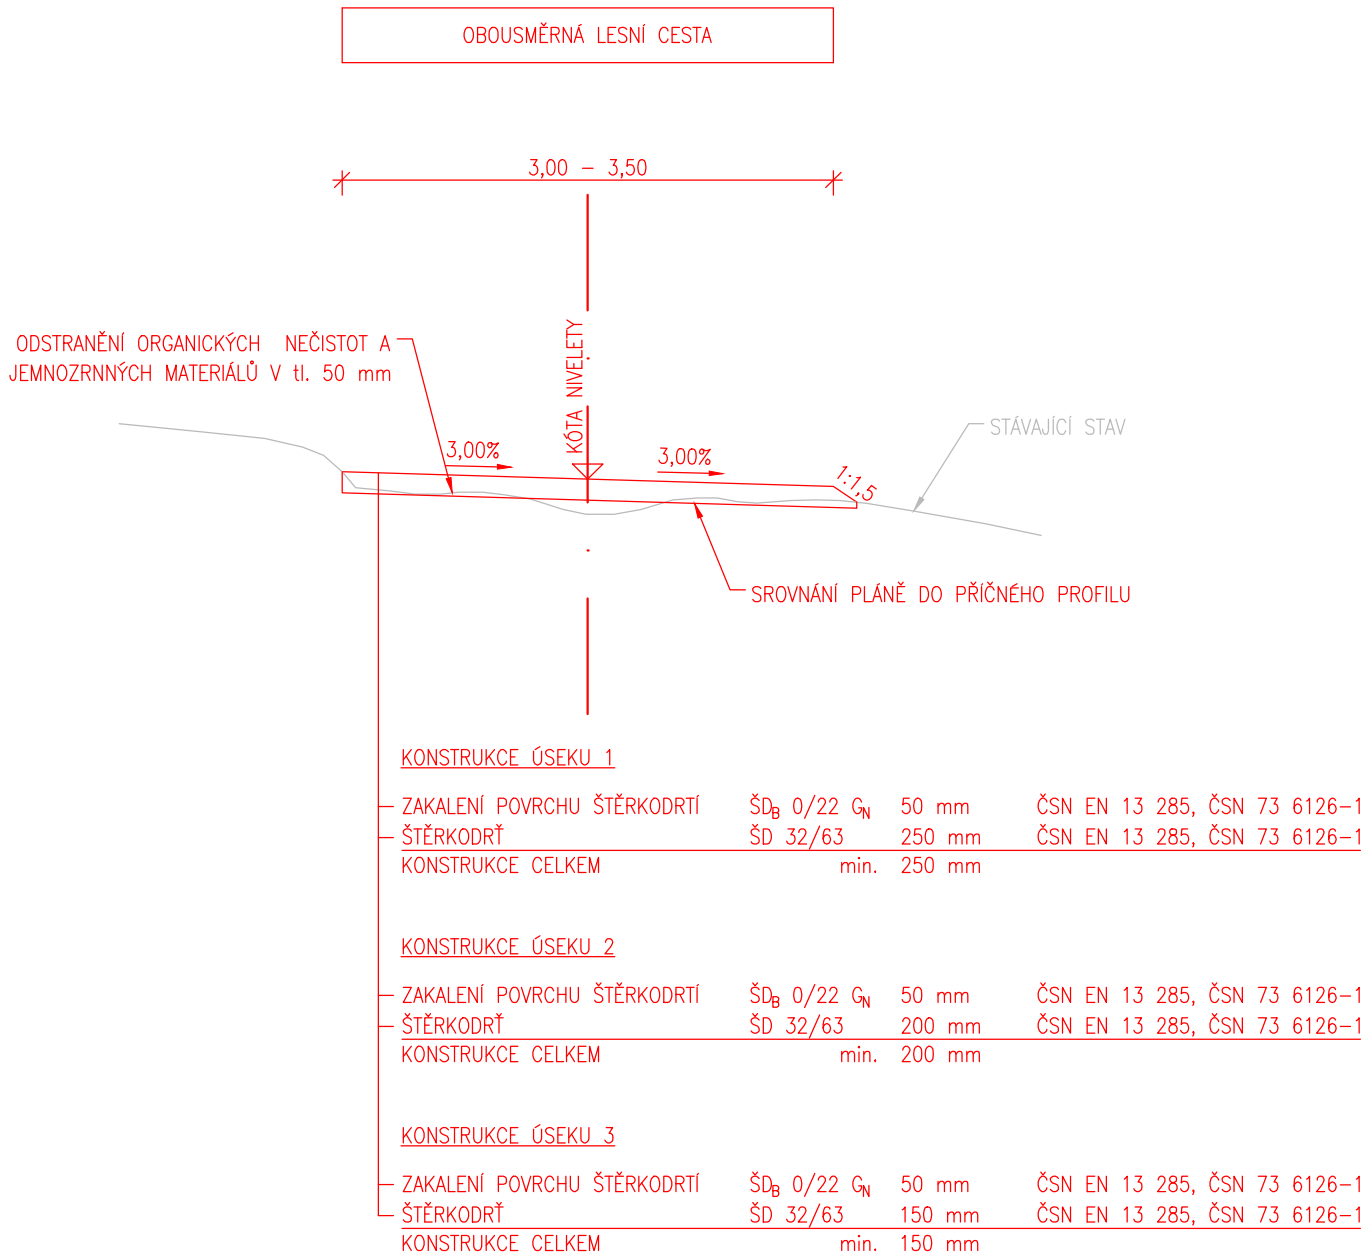 OBOUSMĚRNÁ LESNÍ CESTA
3,00 – 3,50
KÓTA NIVELETY
ODSTRANĚNÍ ORGANICKÝCH NEČISTOT A
JEMNOZRNNÝCH MATERIÁLŮ V tl. 50 mm
STÁVAJÍCÍ STAV
3,00%
3,00%
1:1,5
SROVNÁNÍ PLÁNĚ DO PŘÍČNÉHO PROFILU
KONSTRUKCE ÚSEKU 1
ZAKALENÍ POVRCHU ŠTĚRKODRTÍ ŠDB 0/22 GN 50 mm ČSN EN 13 285, ČSN 73 6126-1
ŠTĚRKODRŤ ŠD 32/63 250 mm ČSN EN 13 285, ČSN 73 6126-1
KONSTRUKCE CELKEM min. 250 mm
KONSTRUKCE ÚSEKU 2
ZAKALENÍ POVRCHU ŠTĚRKODRTÍ ŠDB 0/22 GN 50 mm ČSN EN 13 285, ČSN 73 6126-1
ŠTĚRKODRŤ ŠD 32/63 200 mm ČSN EN 13 285, ČSN 73 6126-1
KONSTRUKCE CELKEM min. 200 mm
KONSTRUKCE ÚSEKU 3
ZAKALENÍ POVRCHU ŠTĚRKODRTÍ ŠDB 0/22 GN 50 mm ČSN EN 13 285, ČSN 73 6126-1
ŠTĚRKODRŤ ŠD 32/63 150 mm ČSN EN 13 285, ČSN 73 6126-1
KONSTRUKCE CELKEM min. 150 mm